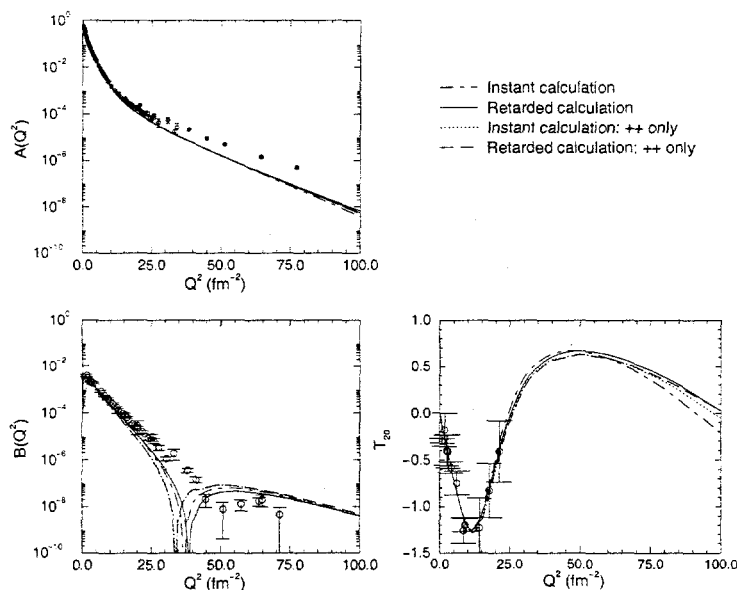 10⁰
10⁻²
10⁻⁴
10⁻⁶
10⁻⁸
10⁻¹⁰
A(Q²)
0.0 25.0 50.0 75.0 100.0
Q² (fm⁻²)
Instant calculation
Retarded calculation
Instant calculation: ++ only
Retarded calculation: ++ only
10⁰
10⁻²
10⁻⁴
10⁻⁶
10⁻⁸
10⁻¹⁰
B(Q²)
0.0 25.0 50.0 75.0 100.0
Q² (fm⁻²)
1.0
0.5
0.0
−0.5
−1.0
−1.5
T₂₀
0.0 25.0 50.0 75.0 100.0
Q² (fm⁻²)